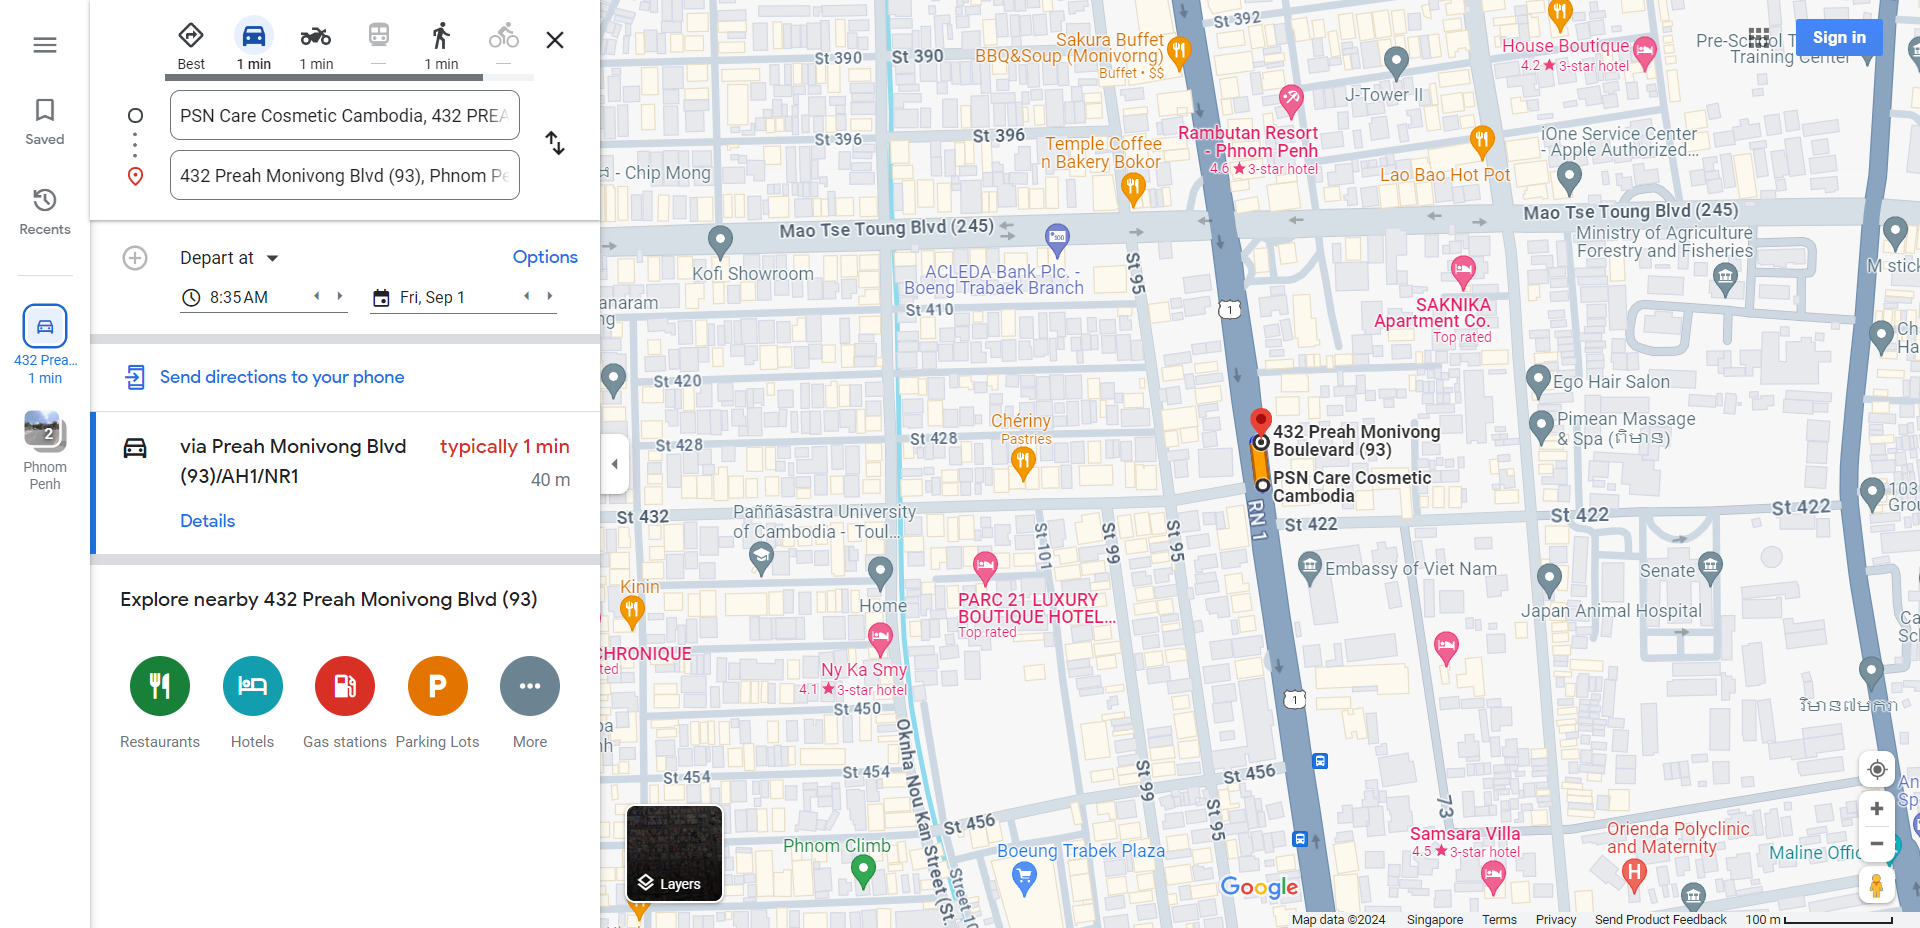 Saved
Recents
432 Prea...
1 min
2
Phnom
Penh
Best
1 min
1 min
—
1 min
—
PSN Care Cosmetic Cambodia, 432 PREA
432 Preah Monivong Blvd (93), Phnom Pe
Depart at
Options
8:35 AM
Fri, Sep 1
Send directions to your phone
via Preah Monivong Blvd
(93)/AH1/NR1
typically 1 min
40 m
Details
Explore nearby 432 Preah Monivong Blvd (93)
Restaurants
Hotels
Gas stations
Parking Lots
More
St 392
St 390
St 390
Sakura Buffet
BBQ&Soup (Monivorng)
Buffet • $$
House Boutique
4.2 ★ 3-star hotel
Pre-School T
Training Center
Sign in
J-Tower II
St 396
St 396
Rambutan Resort
- Phnom Penh
4.6 ★ 3-star hotel
Temple Coffee
n Bakery Bokor
iOne Service Center
- Apple Authorized...
Lao Bao Hot Pot
- Chip Mong
Mao Tse Toung Blvd (245)
Mao Tse Toung Blvd (245)
Ministry of Agriculture
Forestry and Fisheries
Kofi Showroom
ACLEDA Bank Plc. -
Boeng Trabaek Branch
St 95
M stick
anaram
ng
St 410
1
SAKNIKA
Apartment Co.
Top rated
Ch
Ha
St 420
Ego Hair Salon
Chériny
Pastries
Pimean Massage
& Spa (ពិមាន)
St 428
St 428
432 Preah Monivong
Boulevard (93)
PSN Care Cosmetic
Cambodia
RN 1
103
Grou
St 432
St 422
St 422
St 422
Paññāsāstra University
of Cambodia - Toul...
St 101
St 99
St 95
Embassy of Viet Nam
Senate
Kinin
Home
PARC 21 LUXURY
BOUTIQUE HOTEL...
Top rated
Japan Animal Hospital
Ca
Sc
CHRONIQUE
ted
Ny Ka Smy
4.1 ★ 3-star hotel
St 450
1
វិមាន៧មករា
pa
nh
Oknha Nou Kan Street (St.
St 454
St 454
St 456
St 99
St 95
73
An
Sp
St 456
Samsara Villa
4.5 ★ 3-star hotel
Orienda Polyclinic
and Maternity
Maline Offic
Phnom Climb
Boeung Trabek Plaza
Street 10
Layers
Google
Map data ©2024
Singapore
Terms
Privacy
Send Product Feedback
100 m